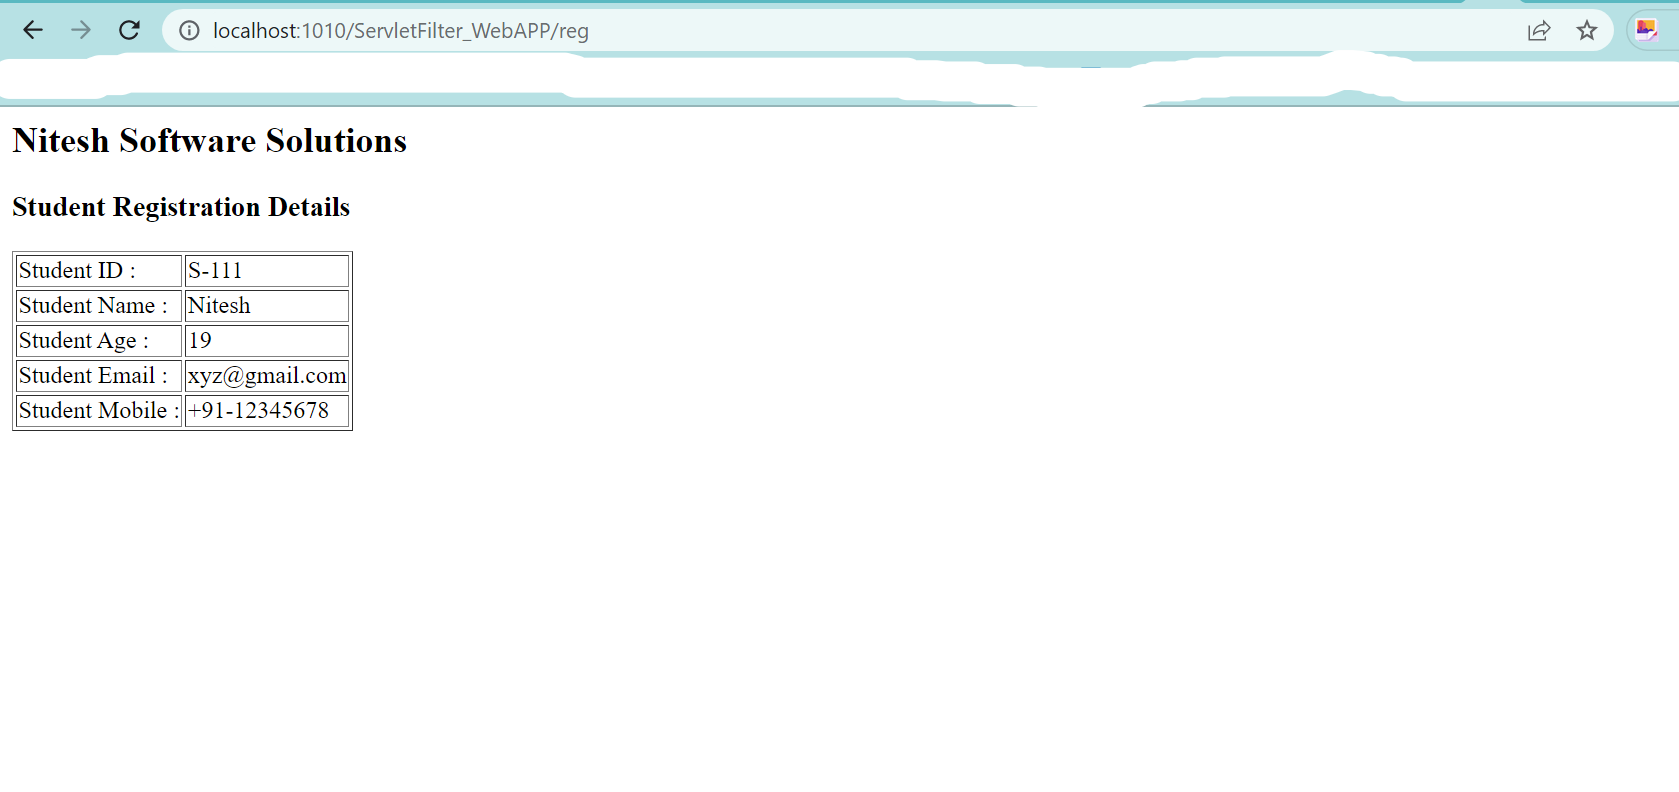 localhost:1010/ServletFilter_WebAPP/reg
Nitesh Software Solutions
Student Registration Details
Student ID : S-111
Student Name : Nitesh
Student Age : 19
Student Email : xyz@gmail.com
Student Mobile : +91-12345678